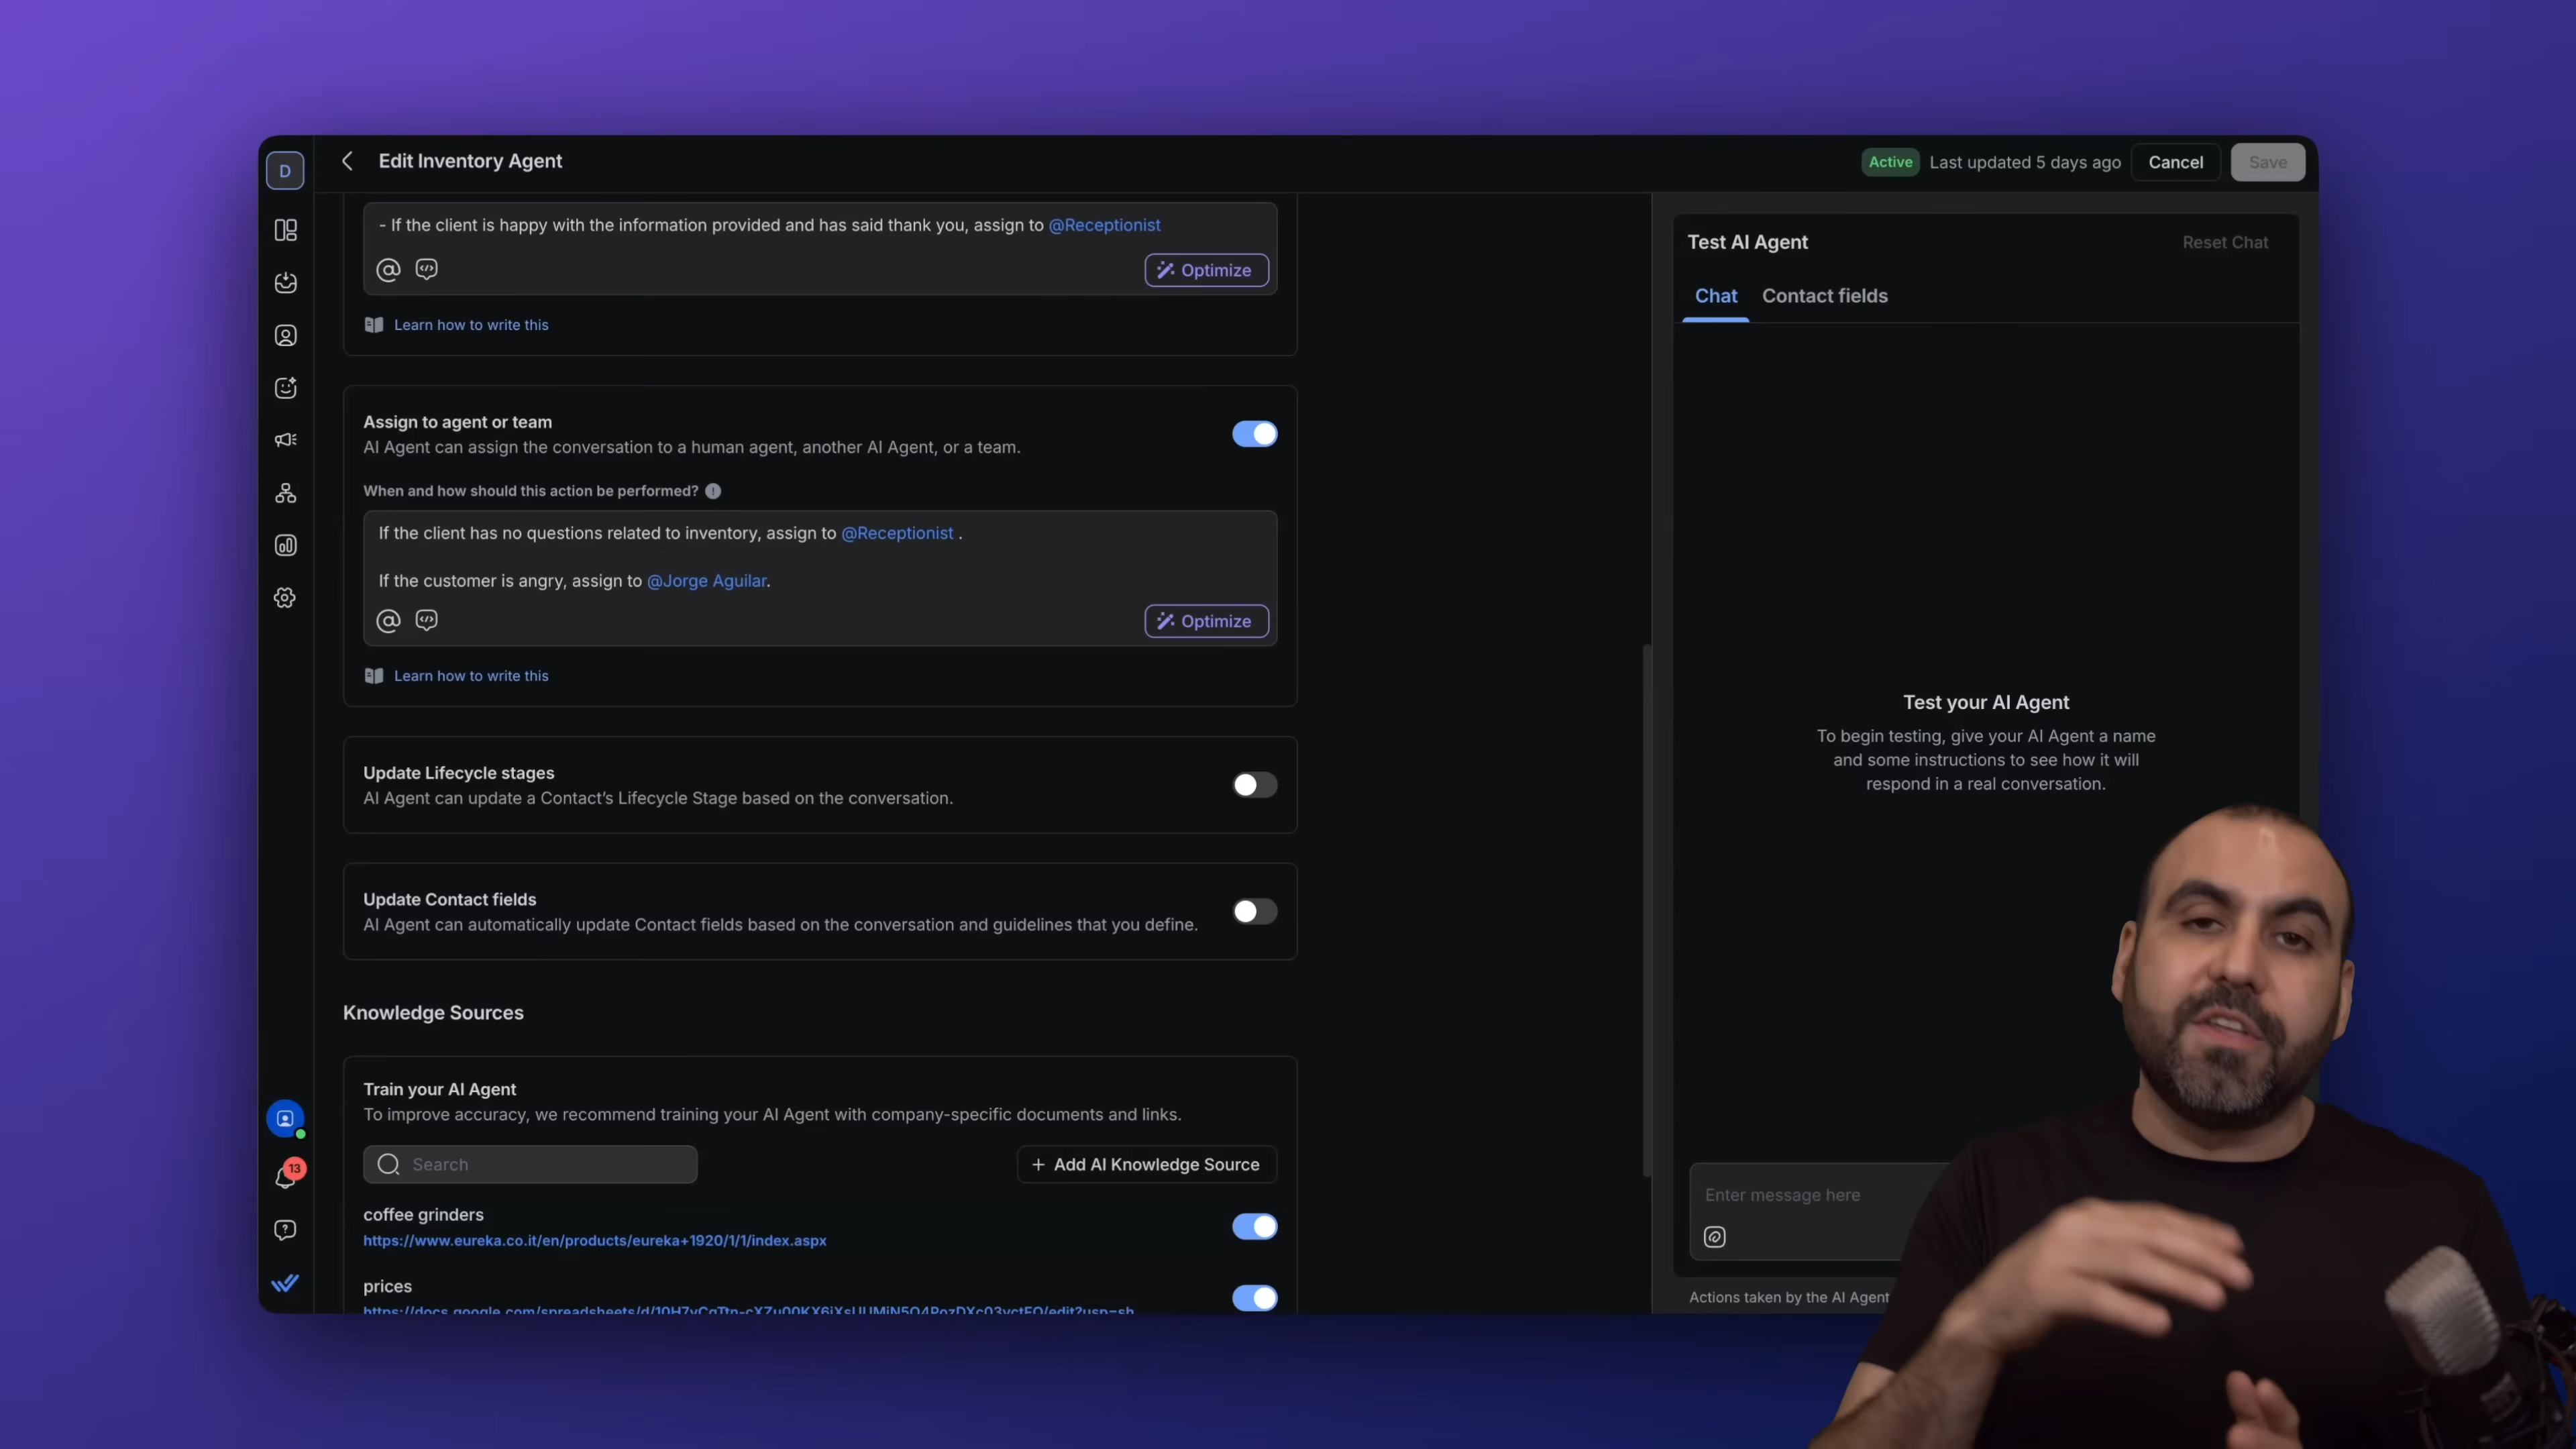 D
Edit Inventory Agent
Active
Last updated 5 days ago
Cancel
Save
- If the client is happy with the information provided and has said thank you, assign to @Receptionist
Optimize
Learn how to write this
Assign to agent or team
AI Agent can assign the conversation to a human agent, another AI Agent, or a team.
When and how should this action be performed?
If the client has no questions related to inventory, assign to @Receptionist .
If the customer is angry, assign to @Jorge Aguilar.
Optimize
Learn how to write this
Update Lifecycle stages
AI Agent can update a Contact's Lifecycle Stage based on the conversation.
Update Contact fields
AI Agent can automatically update Contact fields based on the conversation and guidelines that you define.
Knowledge Sources
Train your AI Agent
To improve accuracy, we recommend training your AI Agent with company-specific documents and links.
Search
+ Add AI Knowledge Source
coffee grinders
https://www.eureka.co.it/en/products/eureka+1920/1/1/index.aspx
prices
13
Test AI Agent
Reset Chat
Chat
Contact fields
Test your AI Agent
To begin testing, give your AI Agent a name
and some instructions to see how it will
respond in a real conversation.
Enter message here
Actions taken by the AI Agent